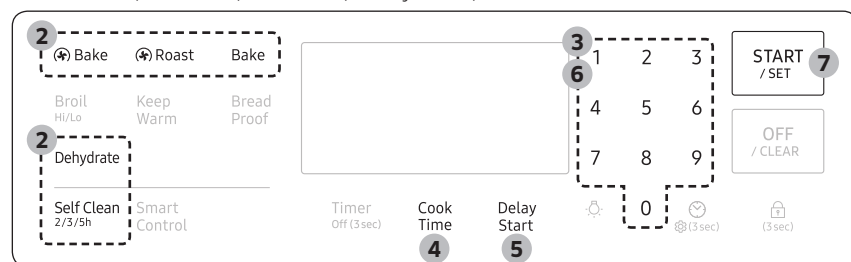 2
Bake Roast Bake
3
1 2 3
START
/ SET
7
6
Broil
Hi/Lo
Keep
Warm
Bread
Proof
4 5 6
OFF
/ CLEAR
2
Dehydrate
7 8 9
Self Clean
2/3/5h
Smart
Control
Timer
Off (3 sec)
Cook
Time
Delay
Start
0
(3 sec)
(3 sec)
4
5